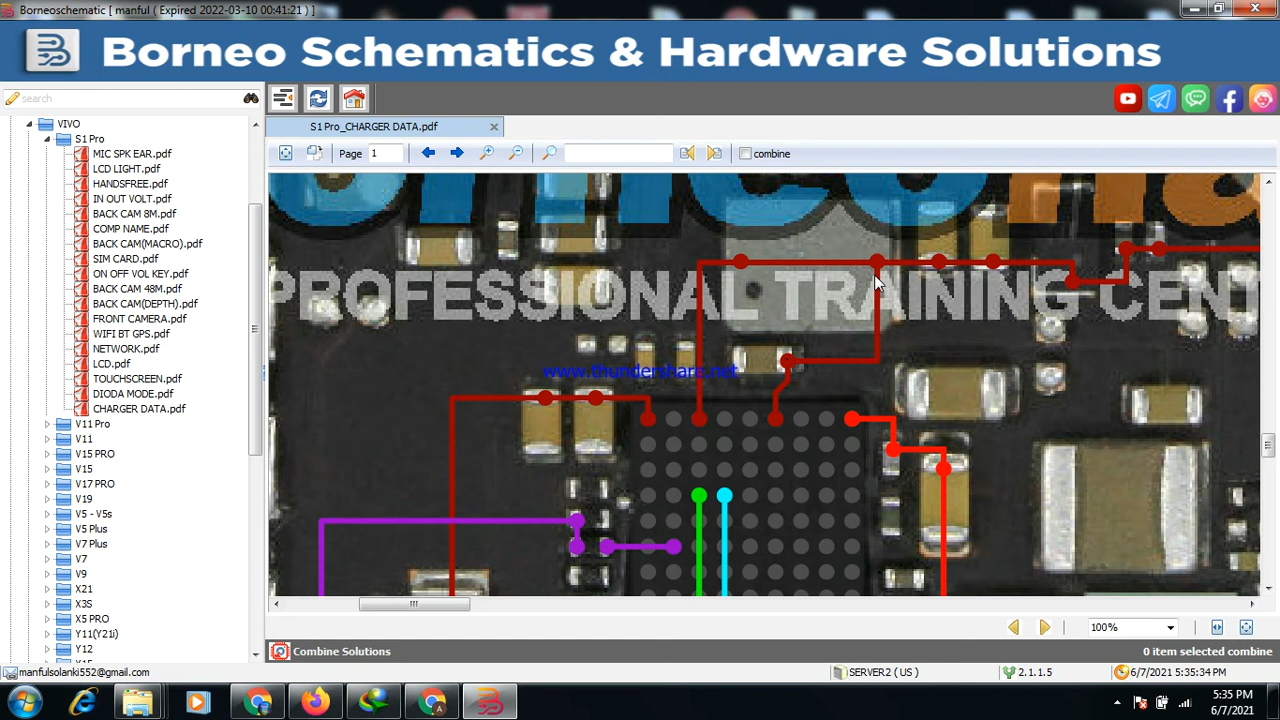 Borneoschematic [ manful ( Expired 2022-03-10 00:41:21 ) ]
Borneo Schematics & Hardware Solutions
search
S1 Pro_CHARGER DATA.pdf
Page 1
combine
VIVO
S1 Pro
MIC SPK EAR.pdf
LCD LIGHT.pdf
HANDSFREE.pdf
IN OUT VOLT.pdf
BACK CAM 8M.pdf
COMP NAME.pdf
BACK CAM(MACRO).pdf
SIM CARD.pdf
ON OFF VOL KEY.pdf
BACK CAM 48M.pdf
BACK CAM(DEPTH).pdf
FRONT CAMERA.pdf
WIFI BT GPS.pdf
NETWORK.pdf
LCD.pdf
TOUCHSCREEN.pdf
DIODA MODE.pdf
CHARGER DATA.pdf
V11 Pro
V11
V15 PRO
V15
V17 PRO
V19
V5 - V5s
V5 Plus
V7 Plus
V7
V9
X21
X3S
X5 PRO
Y11(Y21i)
Y12
PROFESSIONAL TRAINING CENT
www.thundershare.net
100%
Combine Solutions
0 item selected combine
manfulsolanki552@gmail.com
SERVER2 ( US )
2.1.1.5
6/7/2021 5:35:34 PM
5:35 PM
6/7/2021